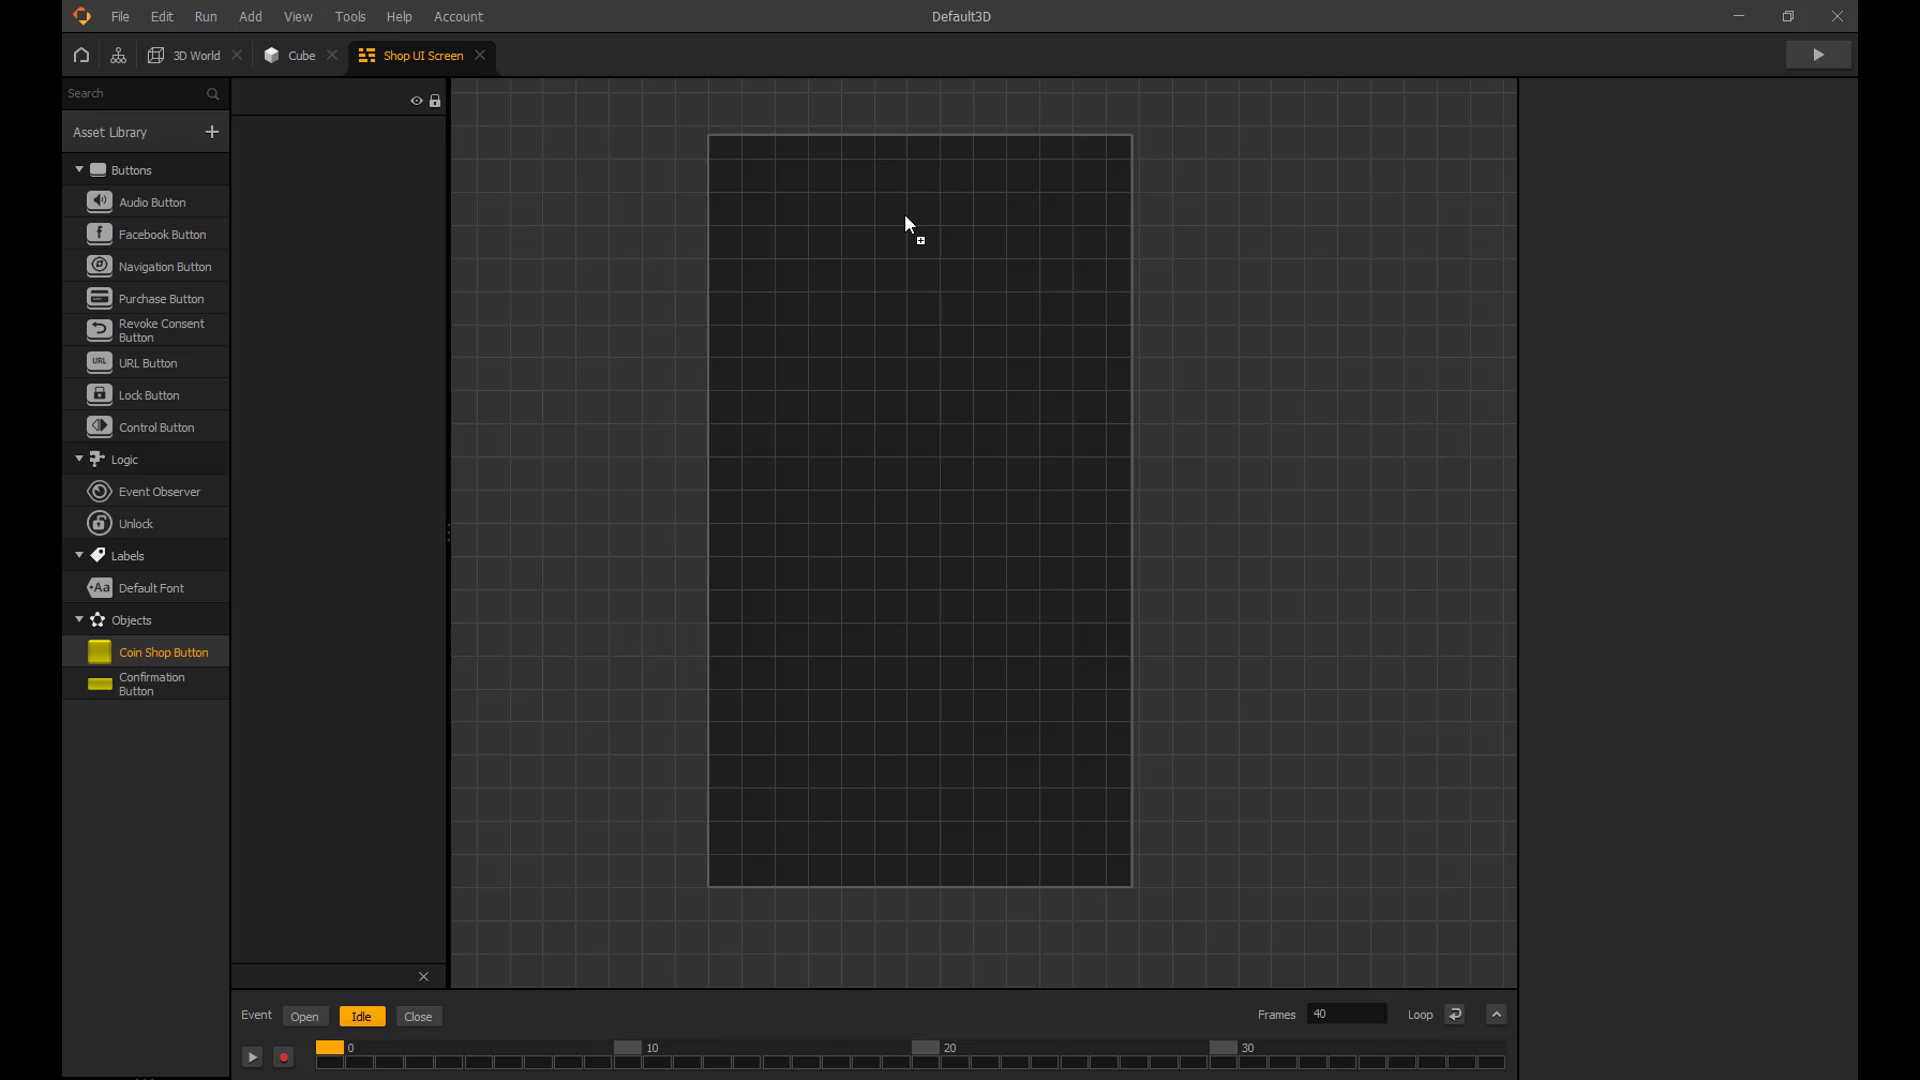 File Edit Run Add View Tools Help Account Default3D
3D World Cube Shop UI Screen
Search
Asset Library
Buttons
Audio Button
Facebook Button
Navigation Button
Purchase Button
Revoke Consent
Button
URL URL Button
Lock Button
Control Button
Logic
Event Observer
Unlock
Labels
Aa Default Font
Objects
Coin Shop Button
Confirmation
Button
Event Open Idle Close Frames 40 Loop
0 10 20 30